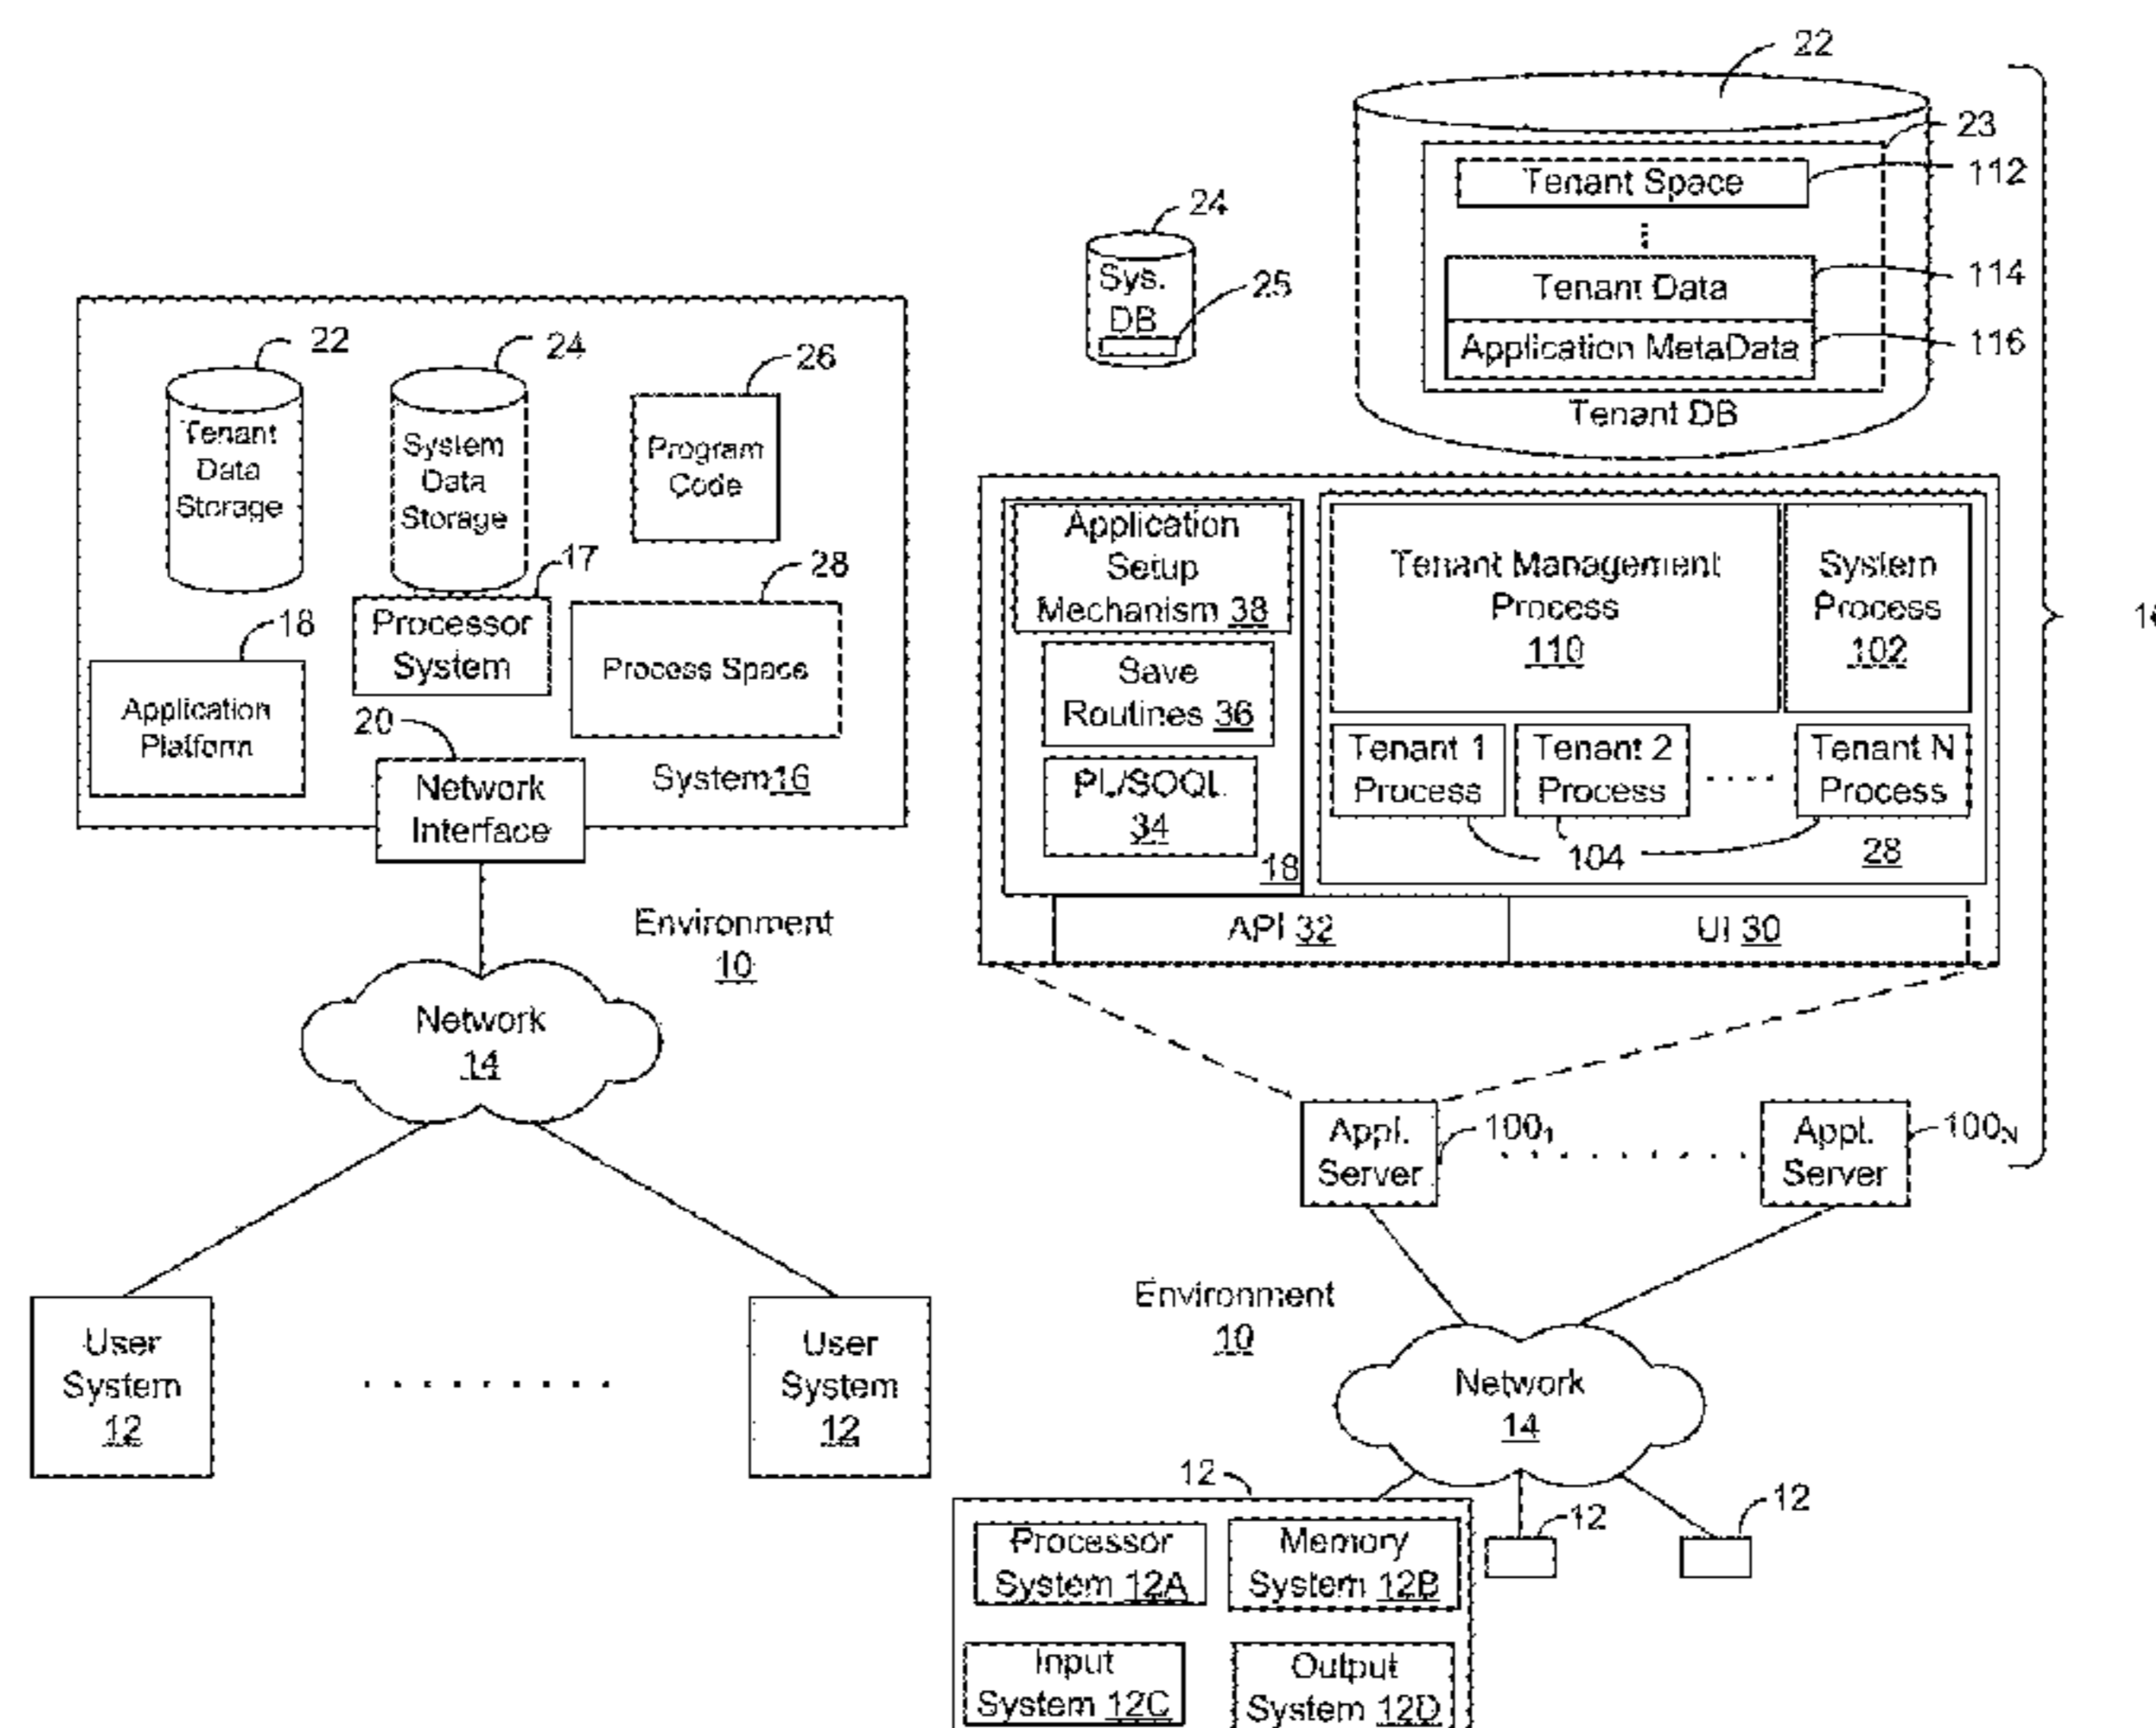 22
24
26
Tenant
Data
Storage
System
Data
Storage
Program
Code
17
28
18
Processor
System
Process Space
Application
Platform
20
Network
Interface
System 16
Environment
10
Network
14
User
System
12
. . . . . . . . .
User
System
12
22
23
Tenant Space
112
24
Sys.
DB
25
Tenant Data
114
Application MetaData
116
Tenant DB
Application
Setup
Mechanism 38
Tenant Management
Process
110
System
Process
102
Save
Routines 36
PL/SOQL
34
18
Tenant 1
Process
Tenant 2
Process
. . . .
Tenant N
Process
104
28
API 32
UI 30
Appl.
Server
100₁
. . . . . . . . .
Appl.
Server
100N
Environment
10
Network
14
12
12
12
Processor
System 12A
Memory
System 12B
Input
System 12C
Output
System 12D